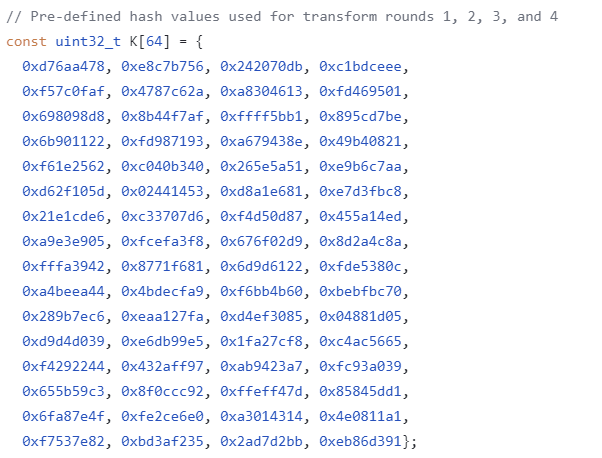 // Pre-defined hash values used for transform rounds 1, 2, 3, and 4
const uint32_t K[64] = {
0xd76aa478, 0xe8c7b756, 0x242070db, 0xc1bdceee,
0xf57c0faf, 0x4787c62a, 0xa8304613, 0xfd469501,
0x698098d8, 0x8b44f7af, 0xffff5bb1, 0x895cd7be,
0x6b901122, 0xfd987193, 0xa679438e, 0x49b40821,
0xf61e2562, 0xc040b340, 0x265e5a51, 0xe9b6c7aa,
0xd62f105d, 0x02441453, 0xd8a1e681, 0xe7d3fbc8,
0x21e1cde6, 0xc33707d6, 0xf4d50d87, 0x455a14ed,
0xa9e3e905, 0xfcefa3f8, 0x676f02d9, 0x8d2a4c8a,
0xfffa3942, 0x8771f681, 0x6d9d6122, 0xfde5380c,
0xa4beea44, 0x4bdecfa9, 0xf6bb4b60, 0xbebfbc70,
0x289b7ec6, 0xeaa127fa, 0xd4ef3085, 0x04881d05,
0xd9d4d039, 0xe6db99e5, 0x1fa27cf8, 0xc4ac5665,
0xf4292244, 0x432aff97, 0xab9423a7, 0xfc93a039,
0x655b59c3, 0x8f0ccc92, 0xffeff47d, 0x85845dd1,
0x6fa87e4f, 0xfe2ce6e0, 0xa3014314, 0x4e0811a1,
0xf7537e82, 0xbd3af235, 0x2ad7d2bb, 0xeb86d391};